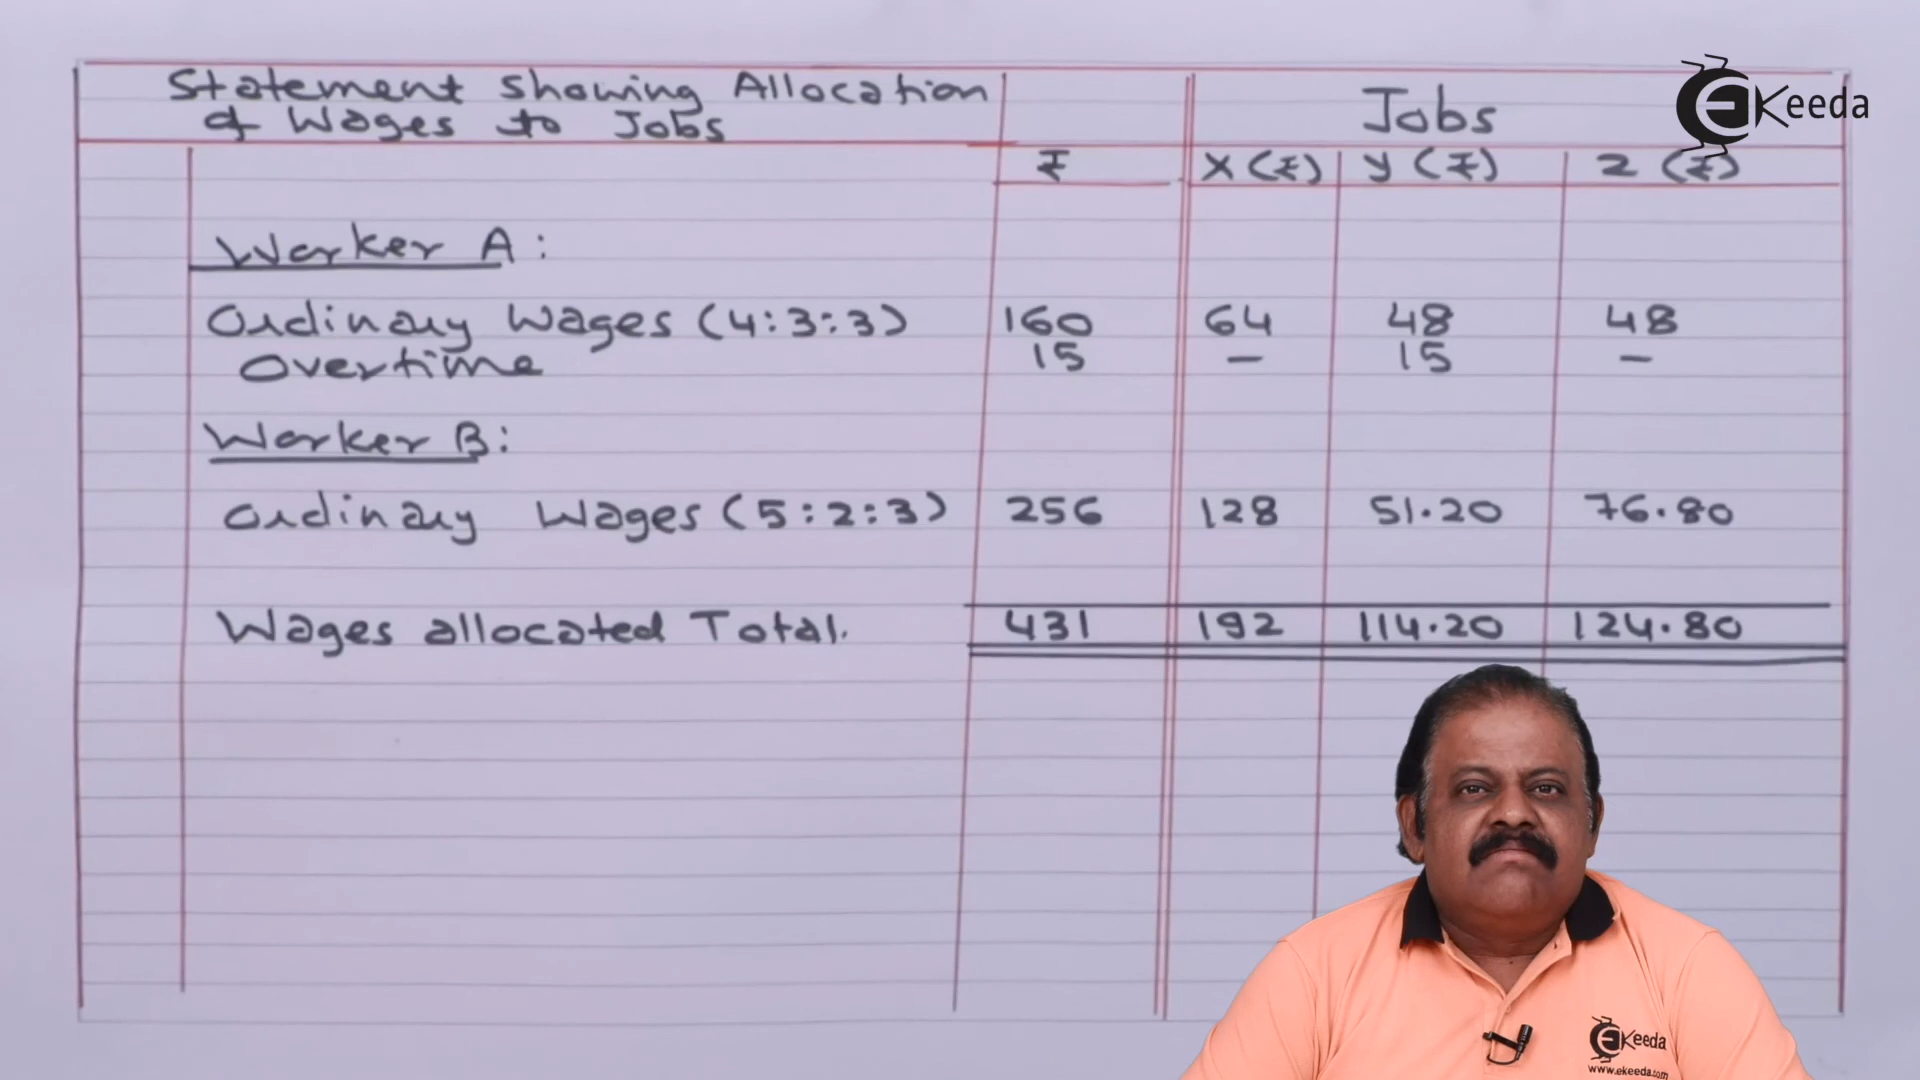 Statement showing Allocation
of Wages to Jobs
Jobs
EKeeda
₹ X (₹) Y (₹) Z (₹)
Worker A:
Ordinary Wages (4:3:3) 160 64 48 48
Overtime 15 — 15 —
Worker B:
Ordinary Wages (5:2:3) 256 128 51.20 76.80
Wages allocated Total. 431 192 114.20 124.80
EKeeda
www.ekeeda.com